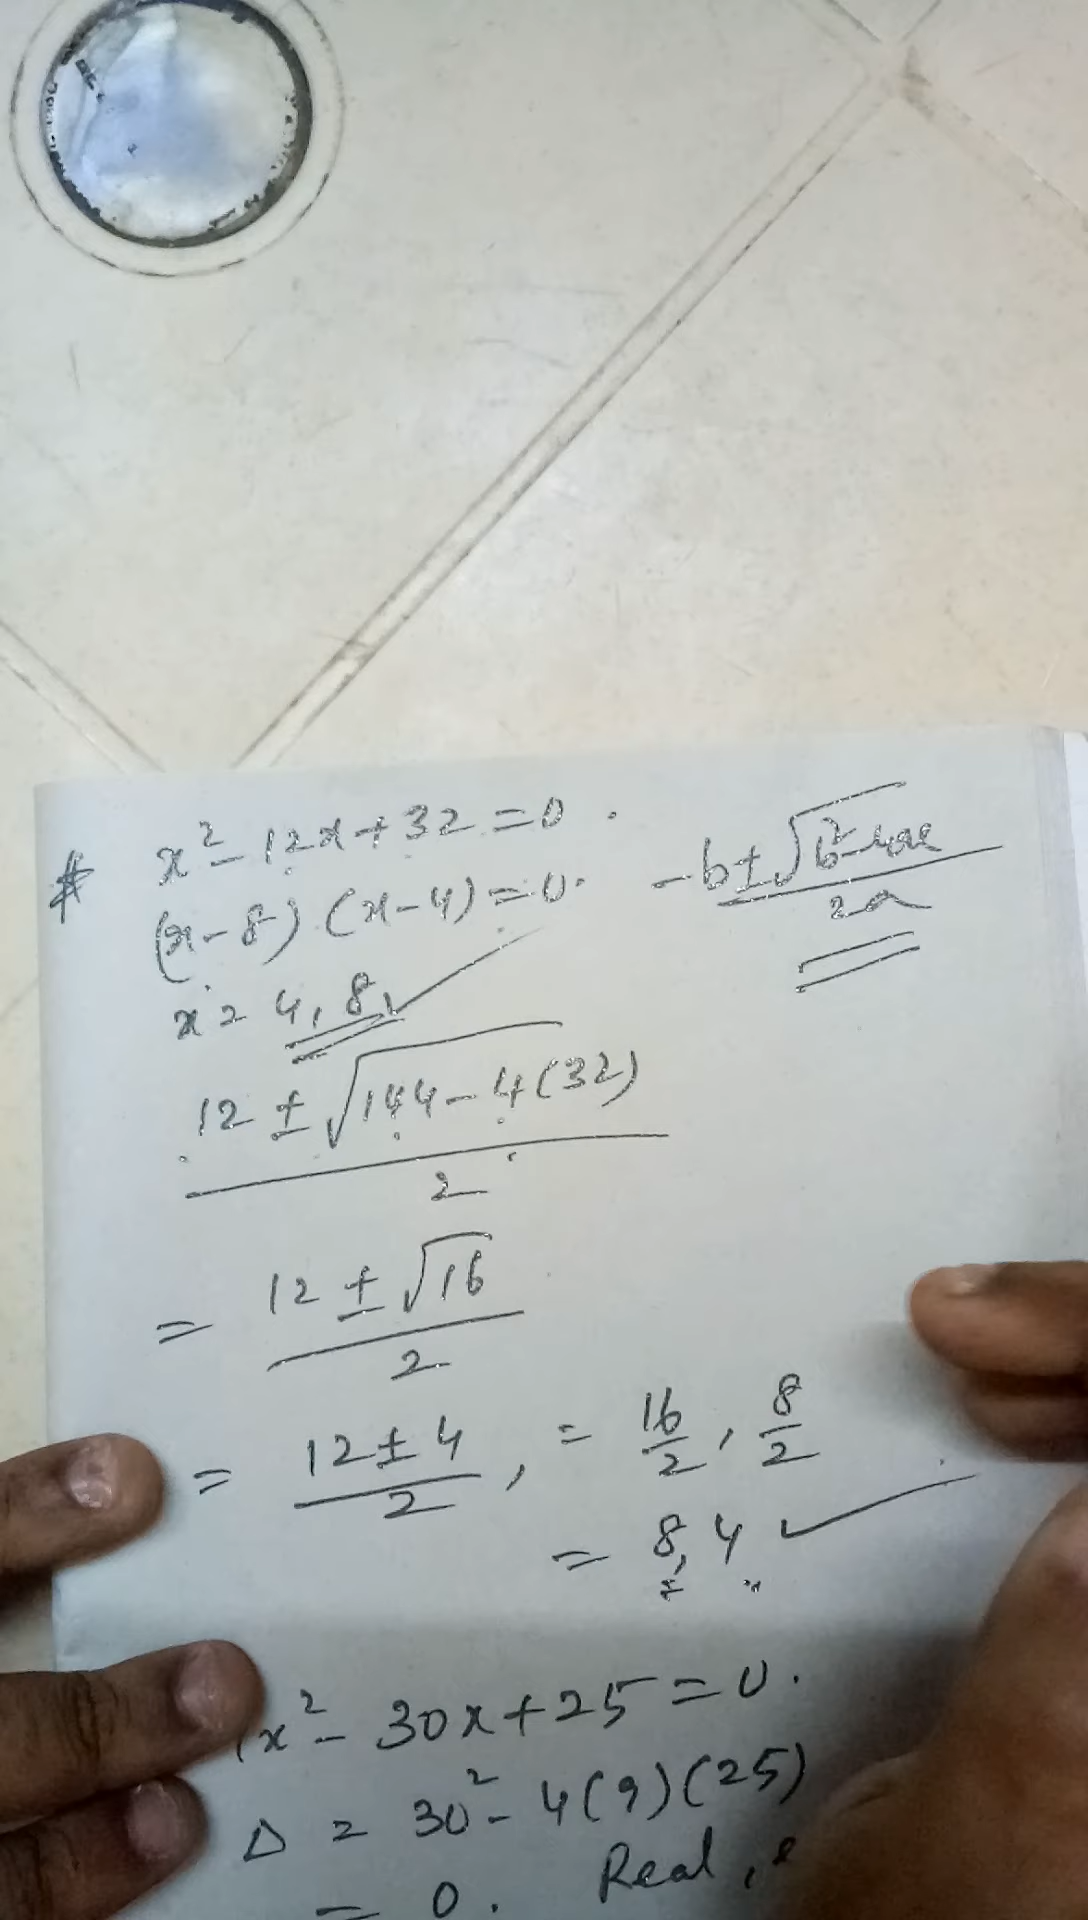 # x² - 12x + 32 = 0.
(x - 8) (x - 4) = 0.
-b ± √b² - 4ac
2a
x = 4, 8,
12 ± √144 - 4(32)
2
= 12 ± √16
2
= 12 ± 4 , = 16/2 , 8/2
2
= 8, 4
x² - 30x + 25 = 0.
Δ = 30² - 4(9)(25)
= 0. Real,